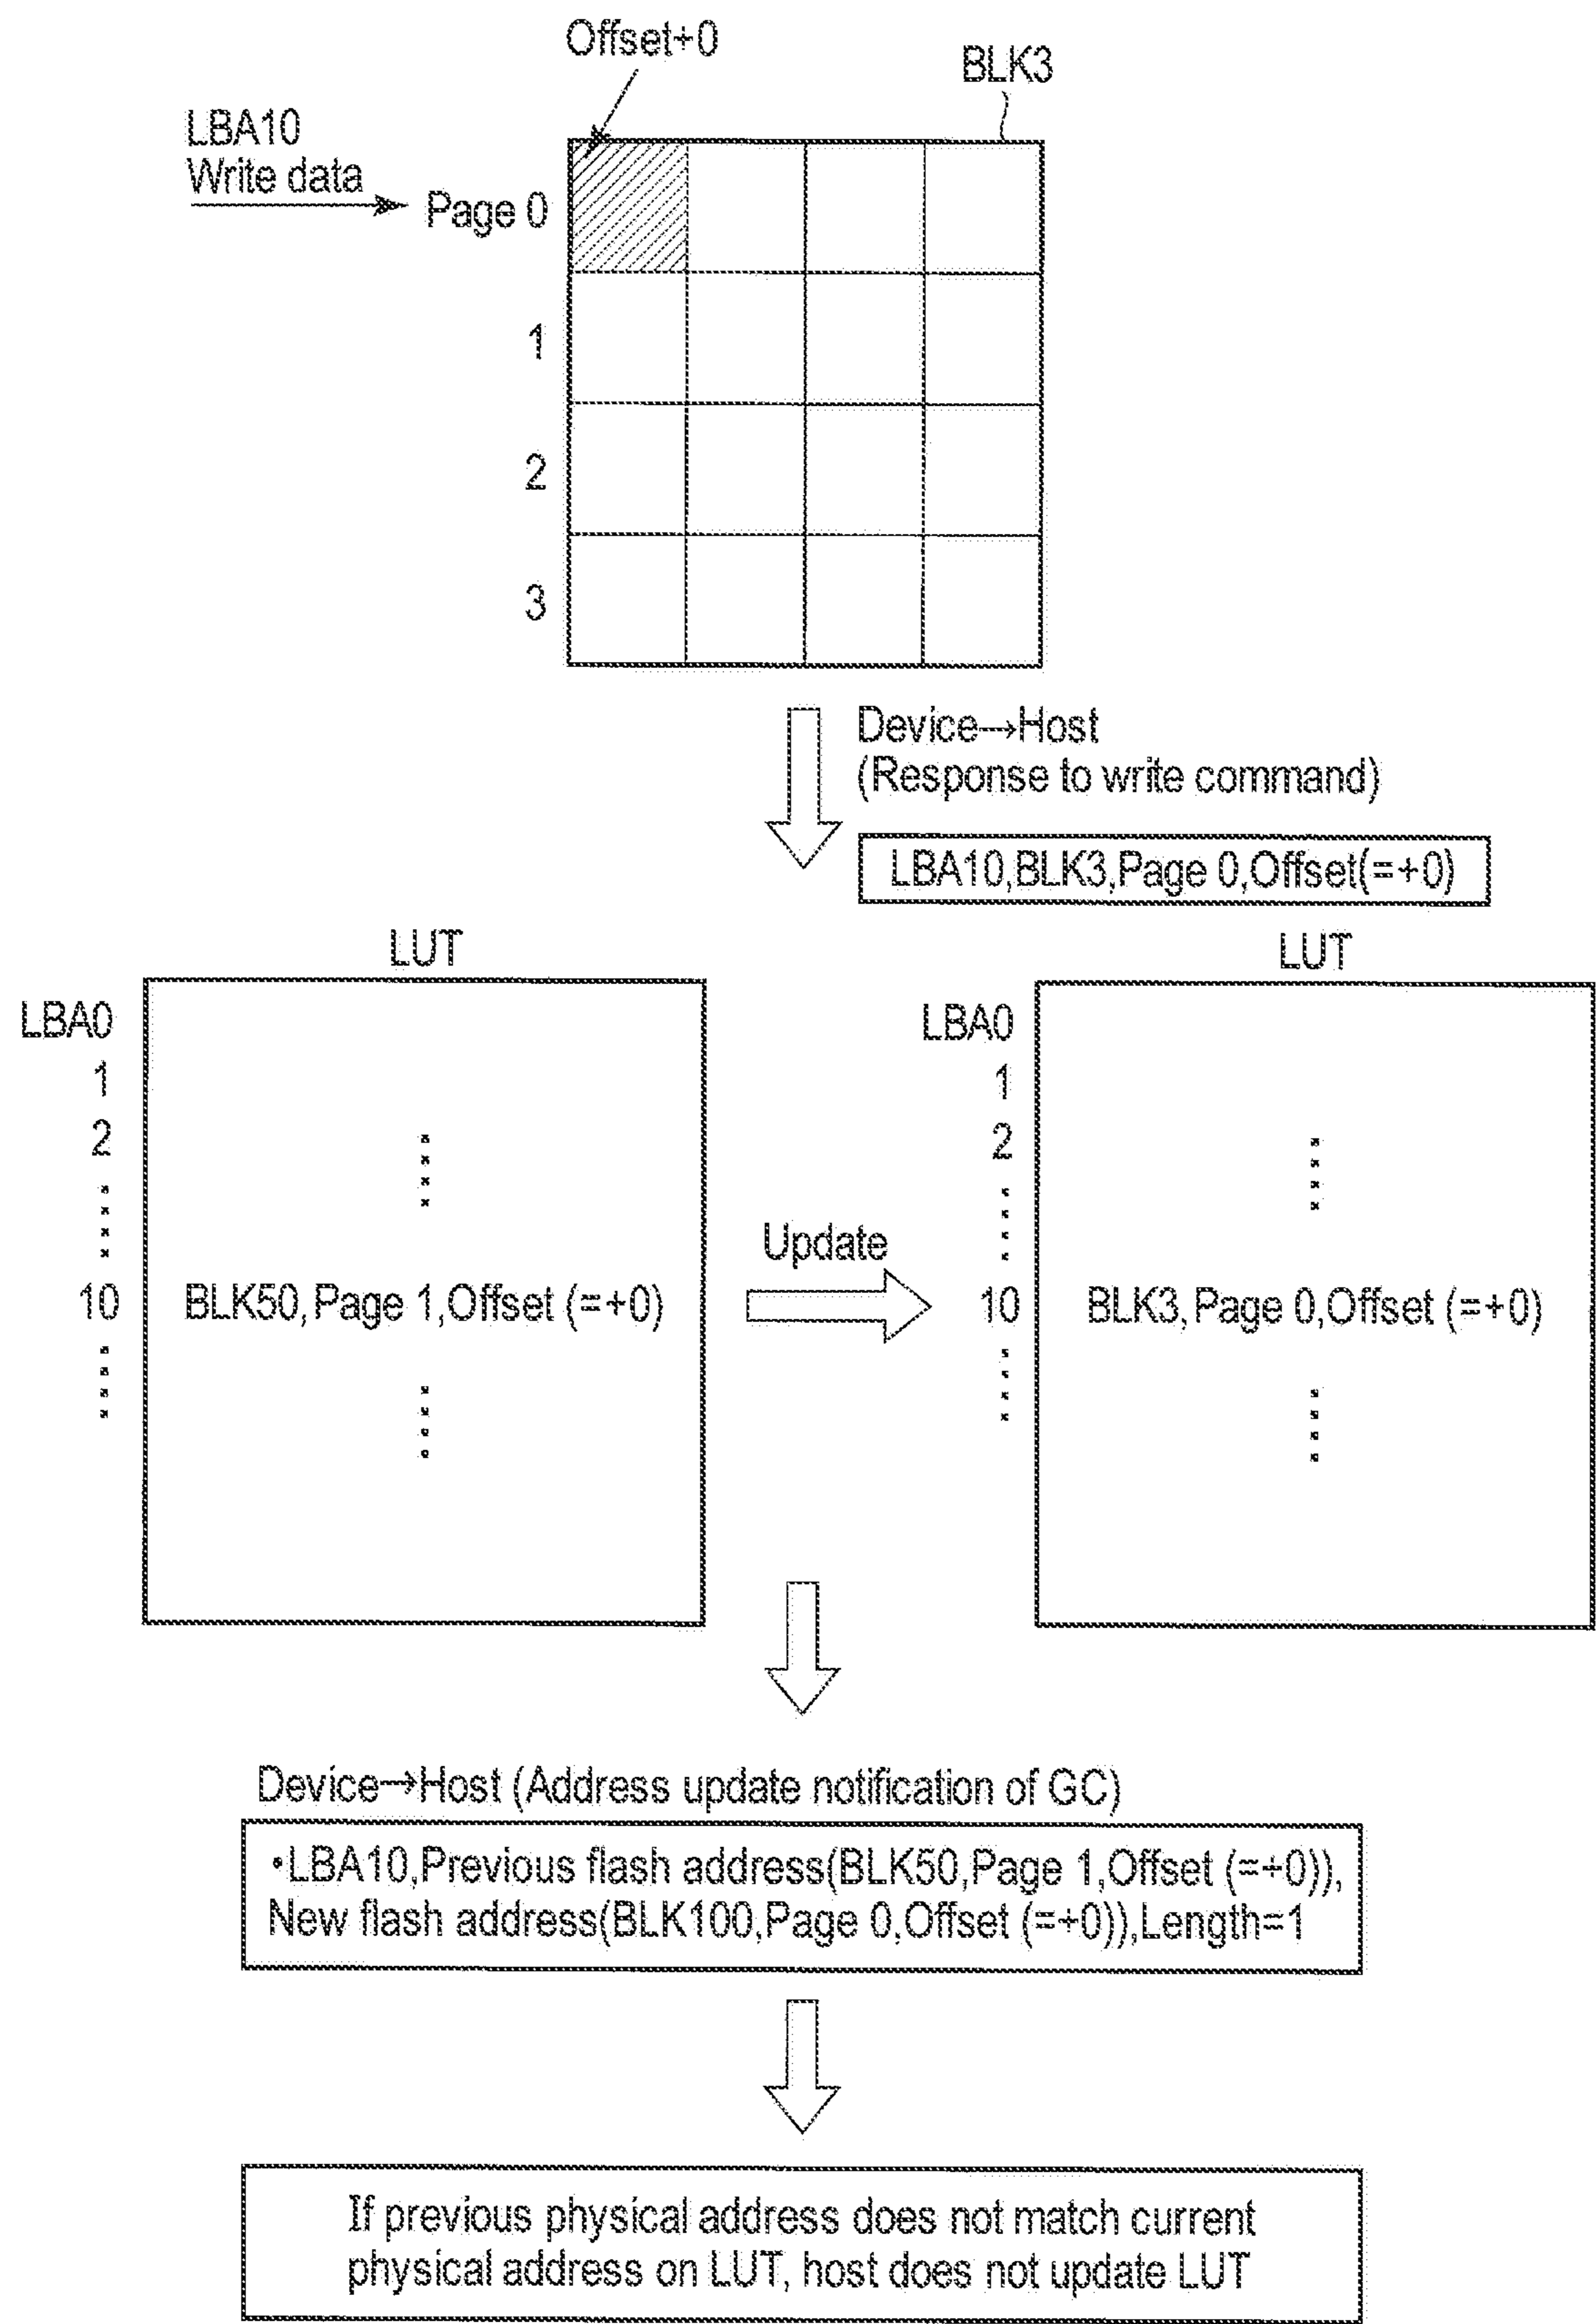 Offset+0
BLK3
LBA10
Write data
Page 0
1
2
3
Device→Host
(Response to write command)
LBA10,BLK3,Page 0,Offset(=+0)
LUT
LBA0
1
2
10
BLK50,Page 1,Offset (=+0)
Update
LUT
LBA0
1
2
10
BLK3,Page 0,Offset (=+0)
Device→Host (Address update notification of GC)
•LBA10,Previous flash address(BLK50,Page 1,Offset (=+0)),
New flash address(BLK100,Page 0,Offset (=+0)),Length=1
If previous physical address does not match current
physical address on LUT, host does not update LUT